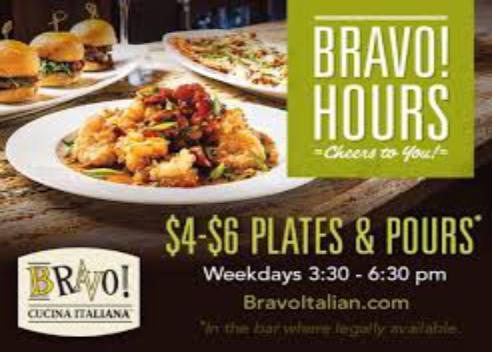 BRAVO!
HOURS
=Cheers to You!=
$4-$6 PLATES & POURS*
Weekdays 3:30 - 6:30 pm
BravoItalian.com
*In the bar where legally available.
BRAVO!
CUCINA ITALIANA